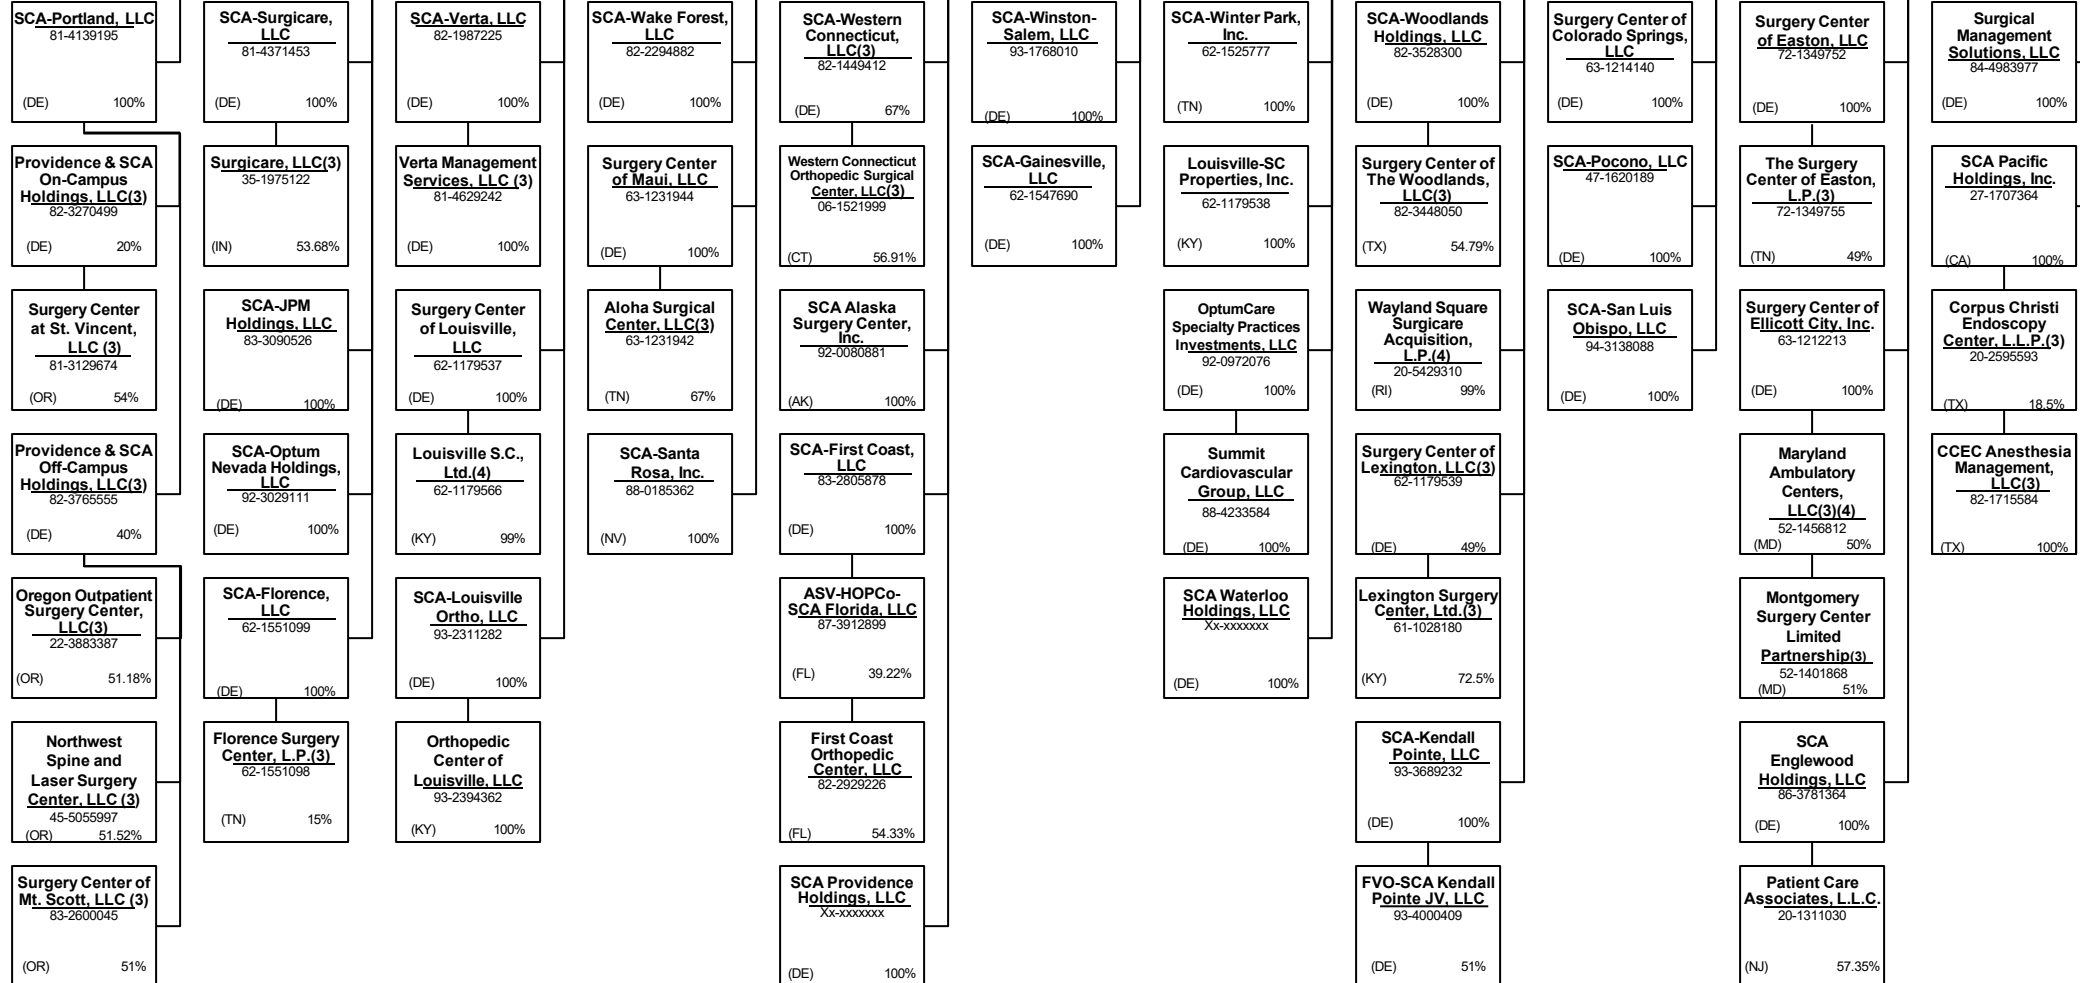 SCA-Portland, LLC
81-4139195
(DE) 100%
Providence & SCA
On-Campus
Holdings, LLC(3)
82-3270499
(DE) 20%
Surgery Center
at St. Vincent,
LLC (3)
81-3129674
(OR) 54%
Providence & SCA
Off-Campus
Holdings, LLC(3)
82-3765555
(DE) 40%
Oregon Outpatient
Surgery Center,
LLC(3)
22-3883387
(OR) 51.18%
Northwest
Spine and
Laser Surgery
Center, LLC (3)
45-5055997
(OR) 51.52%
Surgery Center of
Mt. Scott, LLC (3)
83-2600045
(OR) 51%
SCA-Surgicare,
LLC
81-4371453
(DE) 100%
Surgicare, LLC(3)
35-1975122
(IN) 53.68%
SCA-JPM
Holdings, LLC
83-3090526
(DE) 100%
SCA-Optum
Nevada Holdings,
LLC
92-3029111
(DE) 100%
SCA-Florence,
LLC
62-1551099
(DE) 100%
Florence Surgery
Center, L.P.(3)
62-1551098
(TN) 15%
SCA-Verta, LLC
82-1987225
(DE) 100%
Verta Management
Services, LLC (3)
81-4629242
(DE) 100%
Surgery Center
of Louisville,
LLC
62-1179537
(DE) 100%
Louisville S.C.,
Ltd.(4)
62-1179566
(KY) 99%
SCA-Louisville
Ortho, LLC
93-2311282
(DE) 100%
Orthopedic
Center of
Louisville, LLC
93-2394362
(KY) 100%
SCA-Wake Forest,
LLC
82-2294882
(DE) 100%
Surgery Center
of Maui, LLC
63-1231944
(DE) 100%
Aloha Surgical
Center, LLC(3)
63-1231942
(TN) 67%
SCA-Santa
Rosa, Inc.
88-0185362
(NV) 100%
SCA-Western
Connecticut,
LLC(3)
82-1449412
(DE) 67%
Western Connecticut
Orthopedic Surgical
Center, LLC(3)
06-1521999
(CT) 56.91%
SCA Alaska
Surgery Center,
Inc.
92-0080881
(AK) 100%
SCA-First Coast,
LLC
83-2805878
(DE) 100%
ASV-HOPCo-
SCA Florida, LLC
87-3912899
(FL) 39.22%
First Coast
Orthopedic
Center, LLC
82-2929226
(FL) 54.33%
SCA Providence
Holdings, LLC
Xx-xxxxxxx
(DE) 100%
SCA-Winston-
Salem, LLC
93-1768010
(DE) 100%
SCA-Gainesville,
LLC
62-1547690
(DE) 100%
SCA-Winter Park,
Inc.
62-1525777
(TN) 100%
Louisville-SC
Properties, Inc.
62-1179538
(KY) 100%
OptumCare
Specialty Practices
Investments, LLC
92-0972076
(DE) 100%
Summit
Cardiovascular
Group, LLC
88-4233584
(DE) 100%
SCA Waterloo
Holdings, LLC
Xx-xxxxxxx
(DE) 100%
SCA-Woodlands
Holdings, LLC
82-3528300
(DE) 100%
Surgery Center of
The Woodlands,
LLC(3)
82-3448050
(TX) 54.79%
Wayland Square
Surgicare
Acquisition,
L.P.(4)
20-5429310
(RI) 99%
Surgery Center of
Lexington, LLC(3)
62-1179539
(DE) 49%
Lexington Surgery
Center, Ltd.(3)
61-1028180
(KY) 72.5%
SCA-Kendall
Pointe, LLC
93-3689232
(DE) 100%
FVO-SCA Kendall
Pointe JV, LLC
93-4000409
(DE) 51%
Surgery Center of
Colorado Springs,
LLC
63-1214140
(DE) 100%
SCA-Pocono, LLC
47-1620189
(DE) 100%
SCA-San Luis
Obispo, LLC
94-3138088
(DE) 100%
Surgery Center
of Easton, LLC
72-1349752
(DE) 100%
The Surgery
Center of Easton,
L.P.(3)
72-1349755
(TN) 49%
Surgery Center of
Ellicott City, Inc.
63-1212213
(DE) 100%
Maryland
Ambulatory
Centers,
LLC(3)(4)
52-1456812
(MD) 50%
Montgomery
Surgery Center
Limited
Partnership(3)
52-1401868
(MD) 51%
SCA
Englewood
Holdings, LLC
86-3781364
(DE) 100%
Patient Care
Associates, L.L.C.
20-1311030
(NJ) 57.35%
Surgical
Management
Solutions, LLC
84-4983977
(DE) 100%
SCA Pacific
Holdings, Inc.
27-1707364
(CA) 100%
Corpus Christi
Endoscopy
Center, L.L.P.(3)
20-2595593
(TX) 18.5%
CCEC Anesthesia
Management,
LLC(3)
82-1715584
(TX) 100%